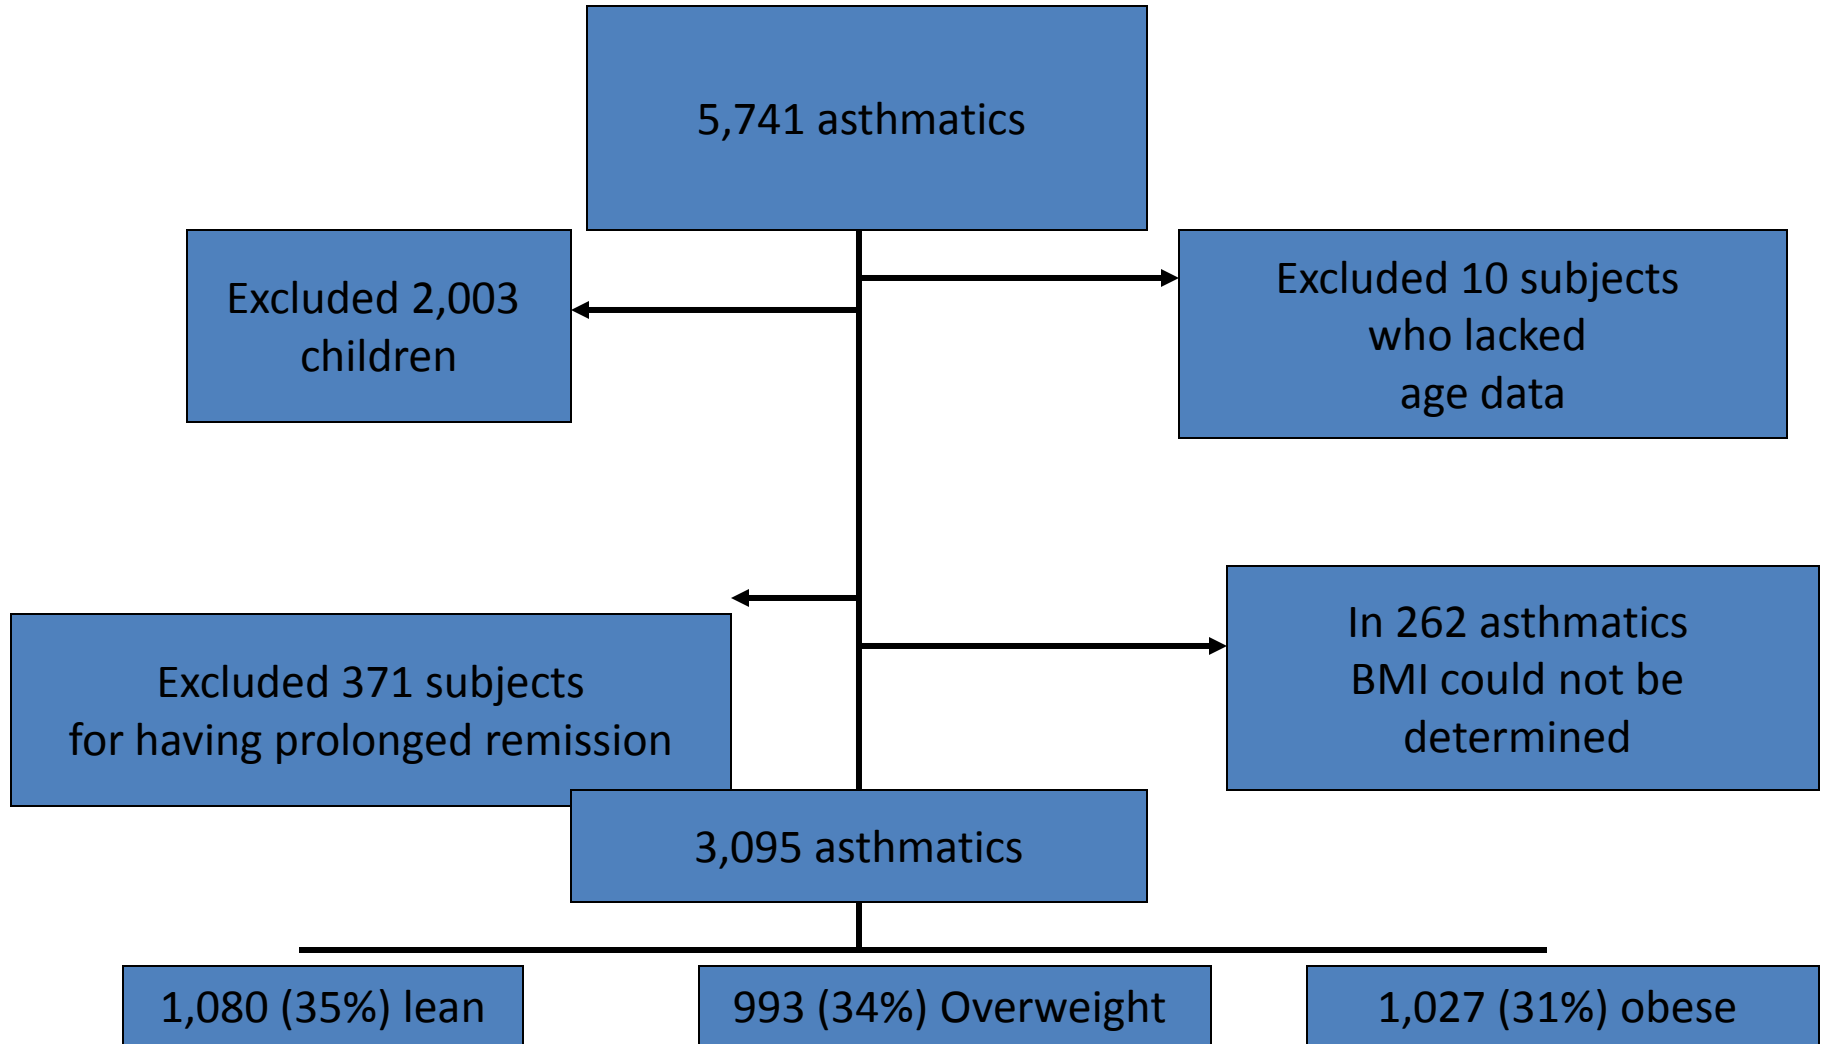 5,741 asthmatics
Excluded 2,003
children
Excluded 10 subjects
who lacked
age data
Excluded 371 subjects
for having prolonged remission
In 262 asthmatics
BMI could not be
determined
3,095 asthmatics
1,080 (35%) lean
993 (34%) Overweight
1,027 (31%) obese